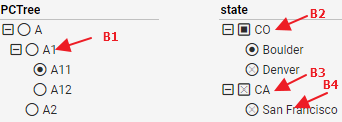 PCTree
A
A1
B1
A11
A12
A2
state
CO
B2
Boulder
Denver
B3
CA
B4
San Francisco